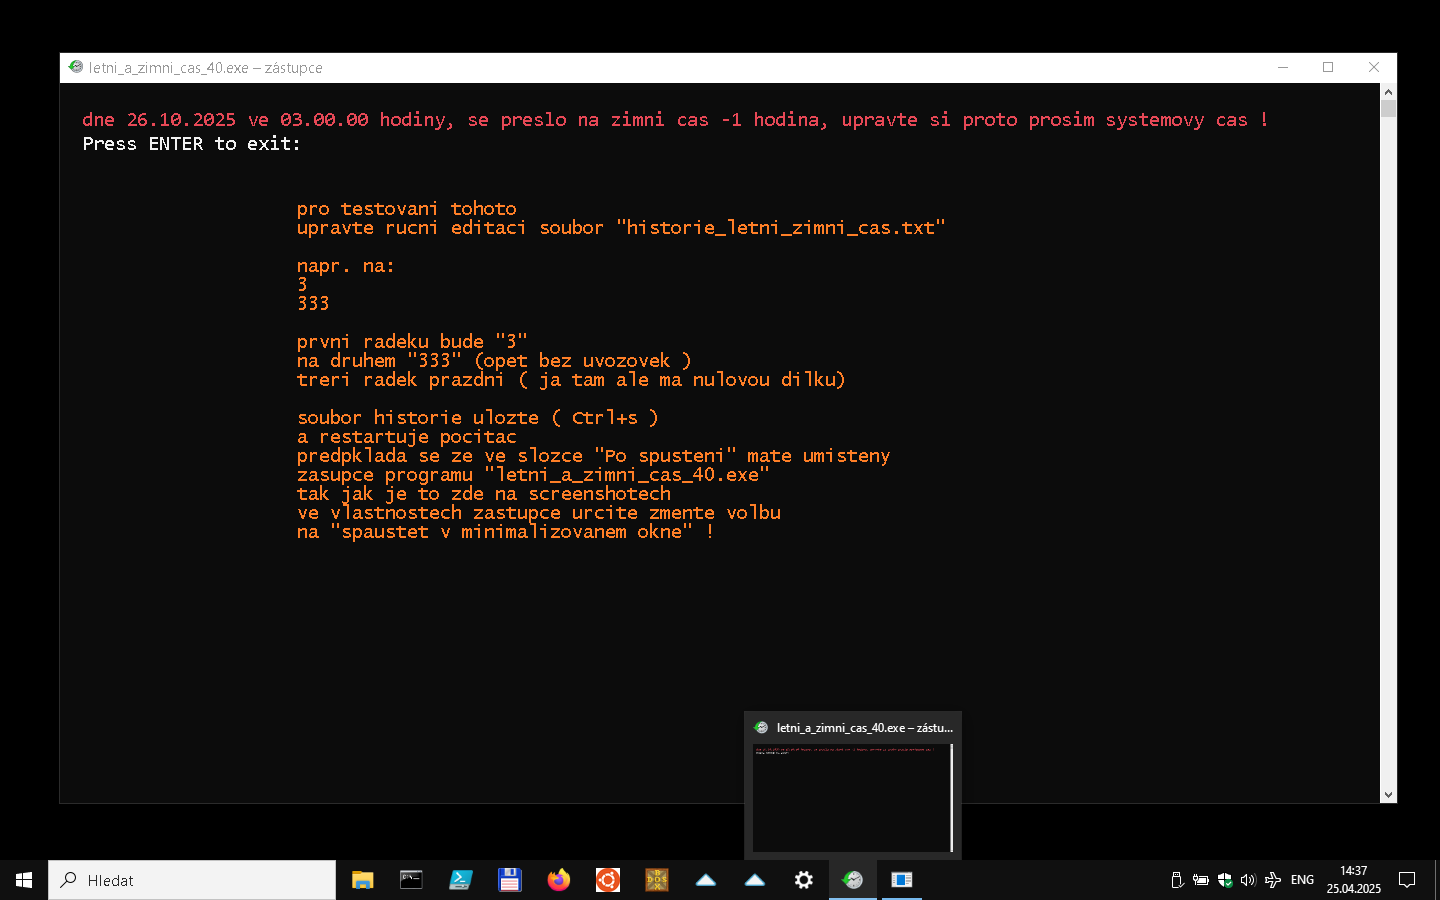 letni_a_zimni_cas_40.exe – zástupce
dne 26.10.2025 ve 03.00.00 hodiny, se preslo na zimni cas -1 hodina, upravte si proto prosim systemovy cas !
Press ENTER to exit:
pro testovani tohoto
upravte rucni editaci soubor "historie_letni_zimni_cas.txt"
napr. na:
3
333
prvni radeku bude "3"
na druhem "333" (opet bez uvozovek )
treri radek prazdni ( ja tam ale ma nulovou dilku)
soubor historie ulozte ( Ctrl+s )
a restartuje pocitac
predpklada se ze ve slozce "Po spusteni" mate umisteny
zasupce programu "letni_a_zimni_cas_40.exe"
tak jak je to zde na screenshotech
ve vlastnostech zastupce urcite zmente volbu
na "spaustet v minimalizovanem okne" !
letni_a_zimni_cas_40.exe – zástu...
Hledat
DOS
ENG
14:37
25.04.2025